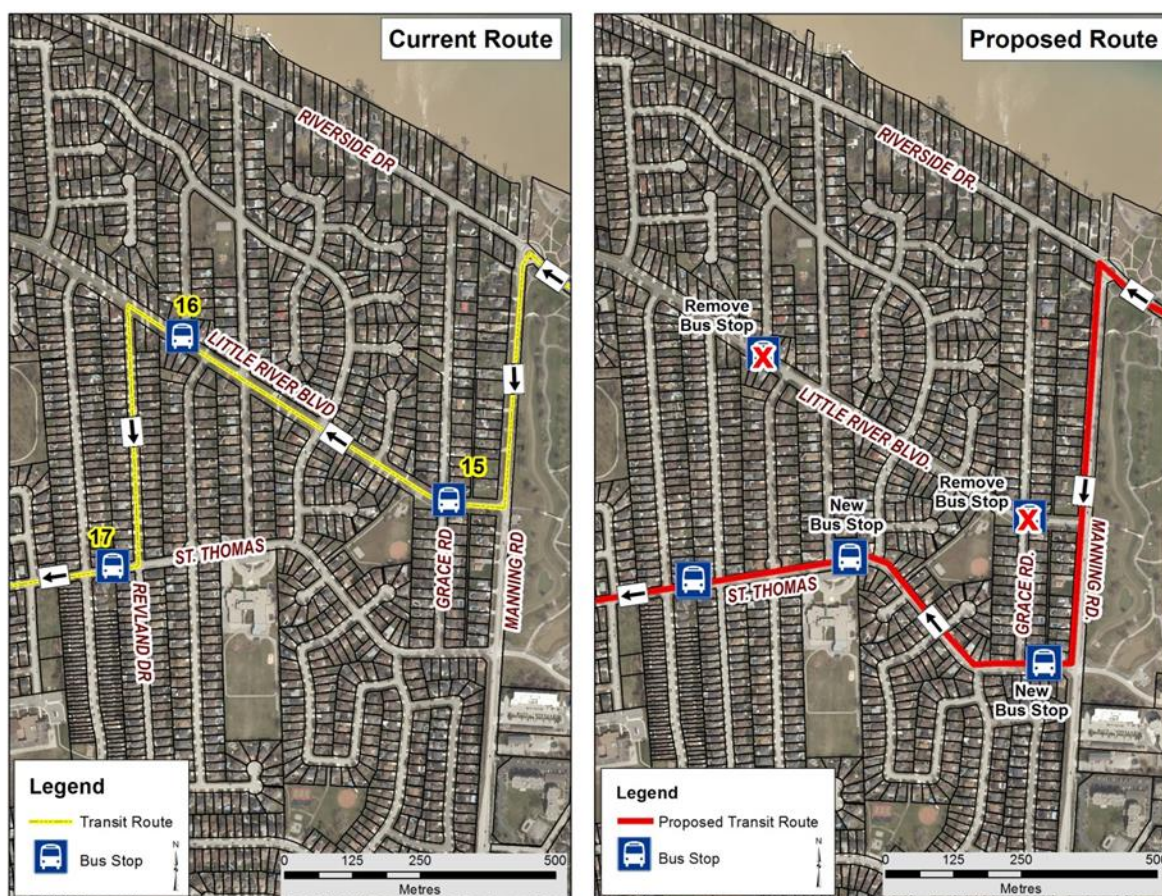 Current Route
RIVERSIDE DR
16
LITTLE RIVER BLVD
15
17
ST. THOMAS
REVLAND DR
GRACE RD
MANNING RD
Legend
Transit Route
Bus Stop
N
0 125 250 500
Metres
Proposed Route
RIVERSIDE DR.
Remove
Bus Stop
X
LITTLE RIVER BLVD.
Remove
Bus Stop
X
New
Bus Stop
ST. THOMAS
GRACE RD.
MANNING RD.
New
Bus Stop
Legend
Proposed Transit Route
Bus Stop
N
0 125 250 500
Metres